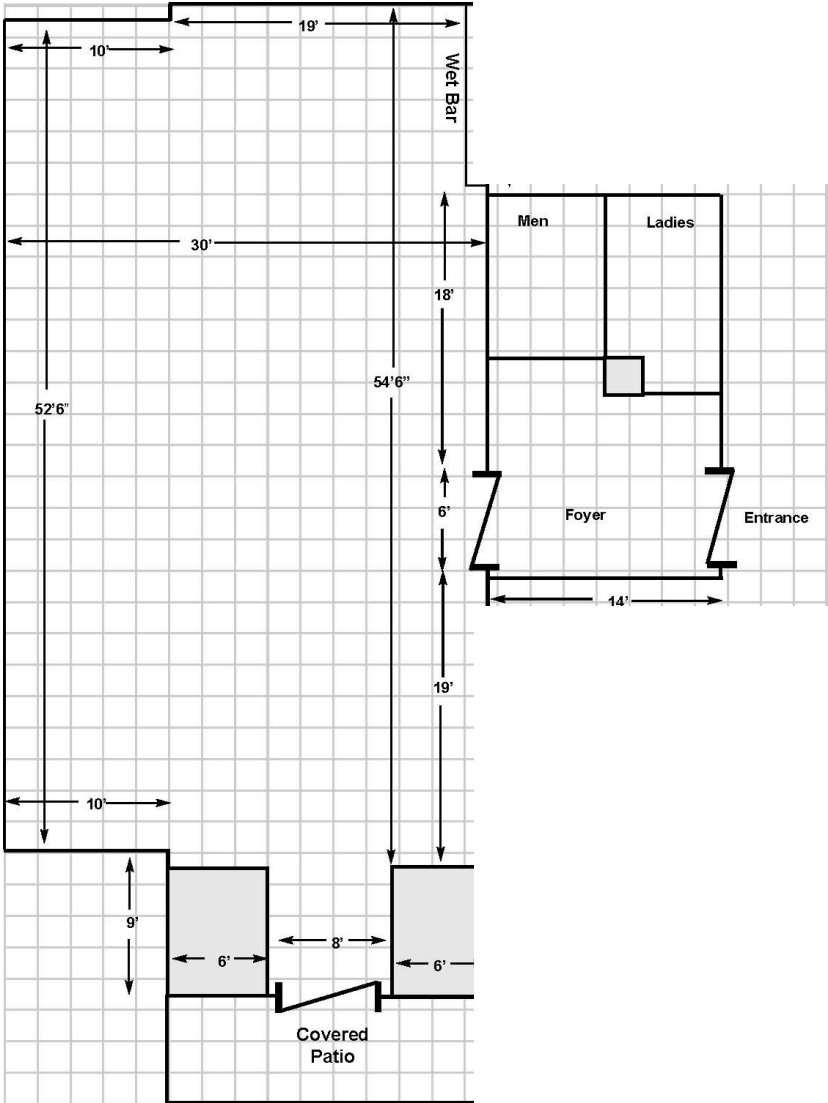 19'
10'
Wet Bar
Men
Ladies
30'
18'
54'6"
52'6"
6'
Foyer
Entrance
14'
19'
10'
9'
8'
6'
6'
Covered
Patio